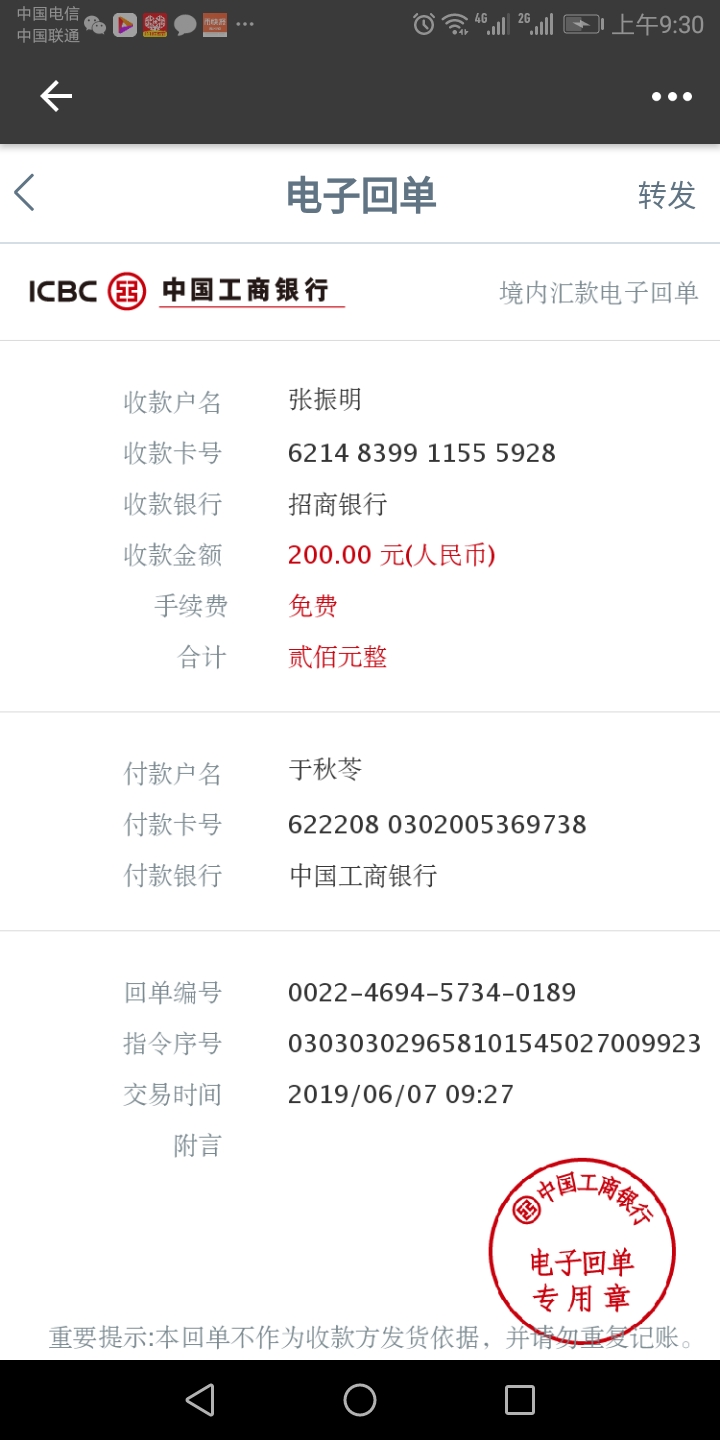 中国电信
中国联通
4G 2G 上午9:30
电子回单 转发
ICBC 中国工商银行 境内汇款电子回单
收款户名 张振明
收款卡号 6214 8399 1155 5928
收款银行 招商银行
收款金额 200.00 元(人民币)
手续费 免费
合计 贰佰元整
付款户名 于秋苓
付款卡号 622208 0302005369738
付款银行 中国工商银行
回单编号 0022-4694-5734-0189
指令序号 030303029658101545027009923
交易时间 2019/06/07 09:27
附言
中国工商银行
电子回单
专用章
重要提示:本回单不作为收款方发货依据，并请勿重复记账。